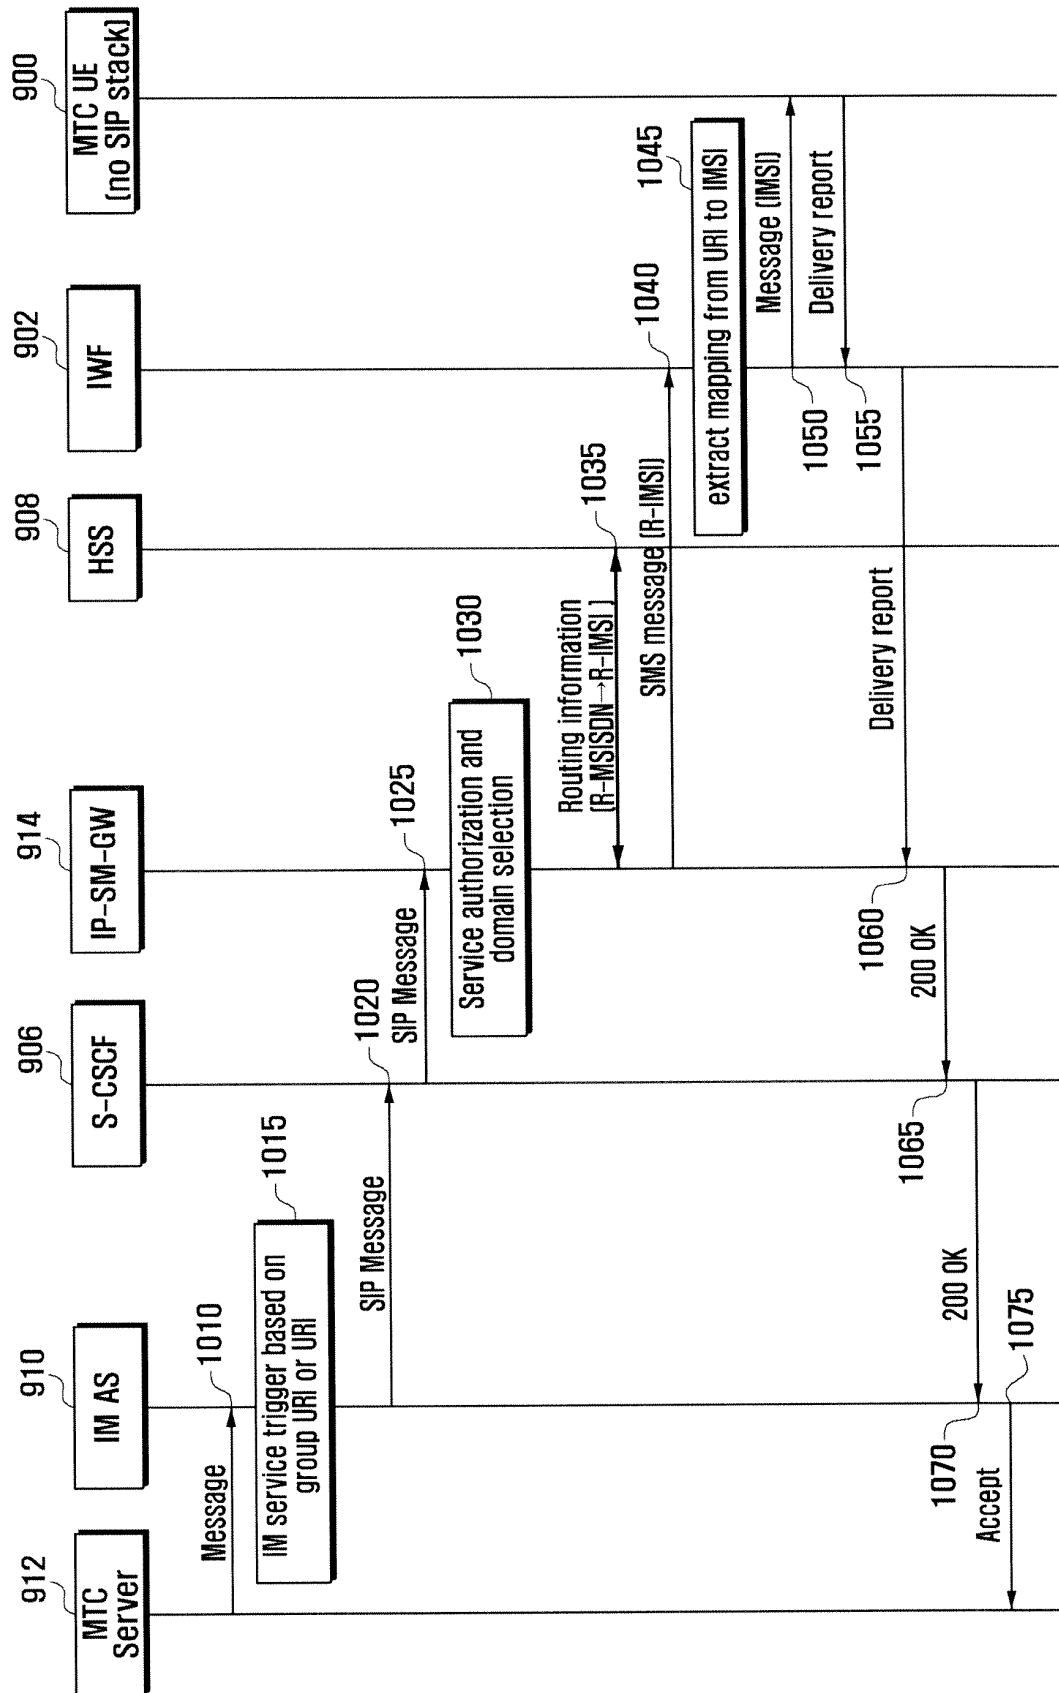 912
MTC
Server
910
IM AS
906
S-CSCF
914
IP-SM-GW
908
HSS
902
IWF
900
MTC UE
(no SIP stack)
Message
1010
IM service trigger based on
group URI or URI
1015
SIP Message
1020
SIP Message
1025
Service authorization and
domain selection
1030
Routing information
(R-MSISDN→R-IMSI )
1035
SMS message (R-IMSI)
1040
extract mapping from URI to IMSI
1045
Message (IMSI)
1050
Delivery report
1055
Delivery report
1060
200 OK
1065
200 OK
1070
Accept
1075